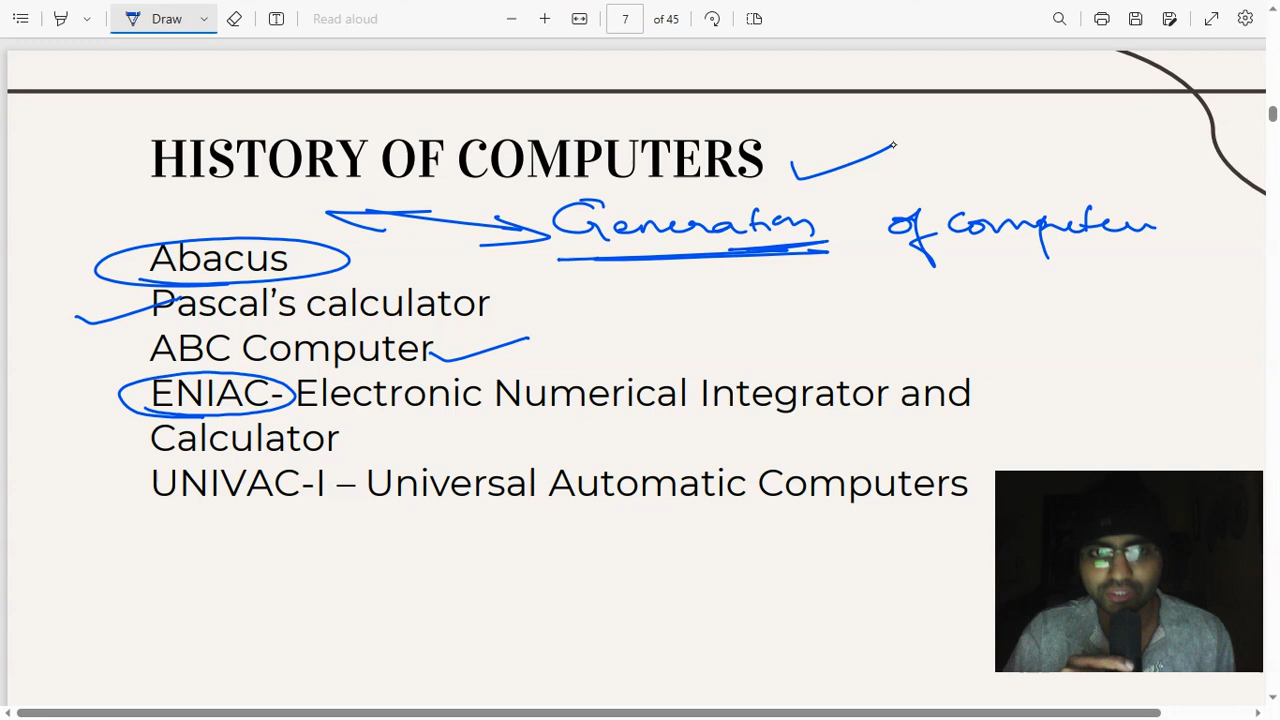 Draw
Read aloud
7 of 45
HISTORY OF COMPUTERS
Generation of computer
Abacus
Pascal’s calculator
ABC Computer
ENIAC- Electronic Numerical Integrator and
Calculator
UNIVAC-I – Universal Automatic Computers